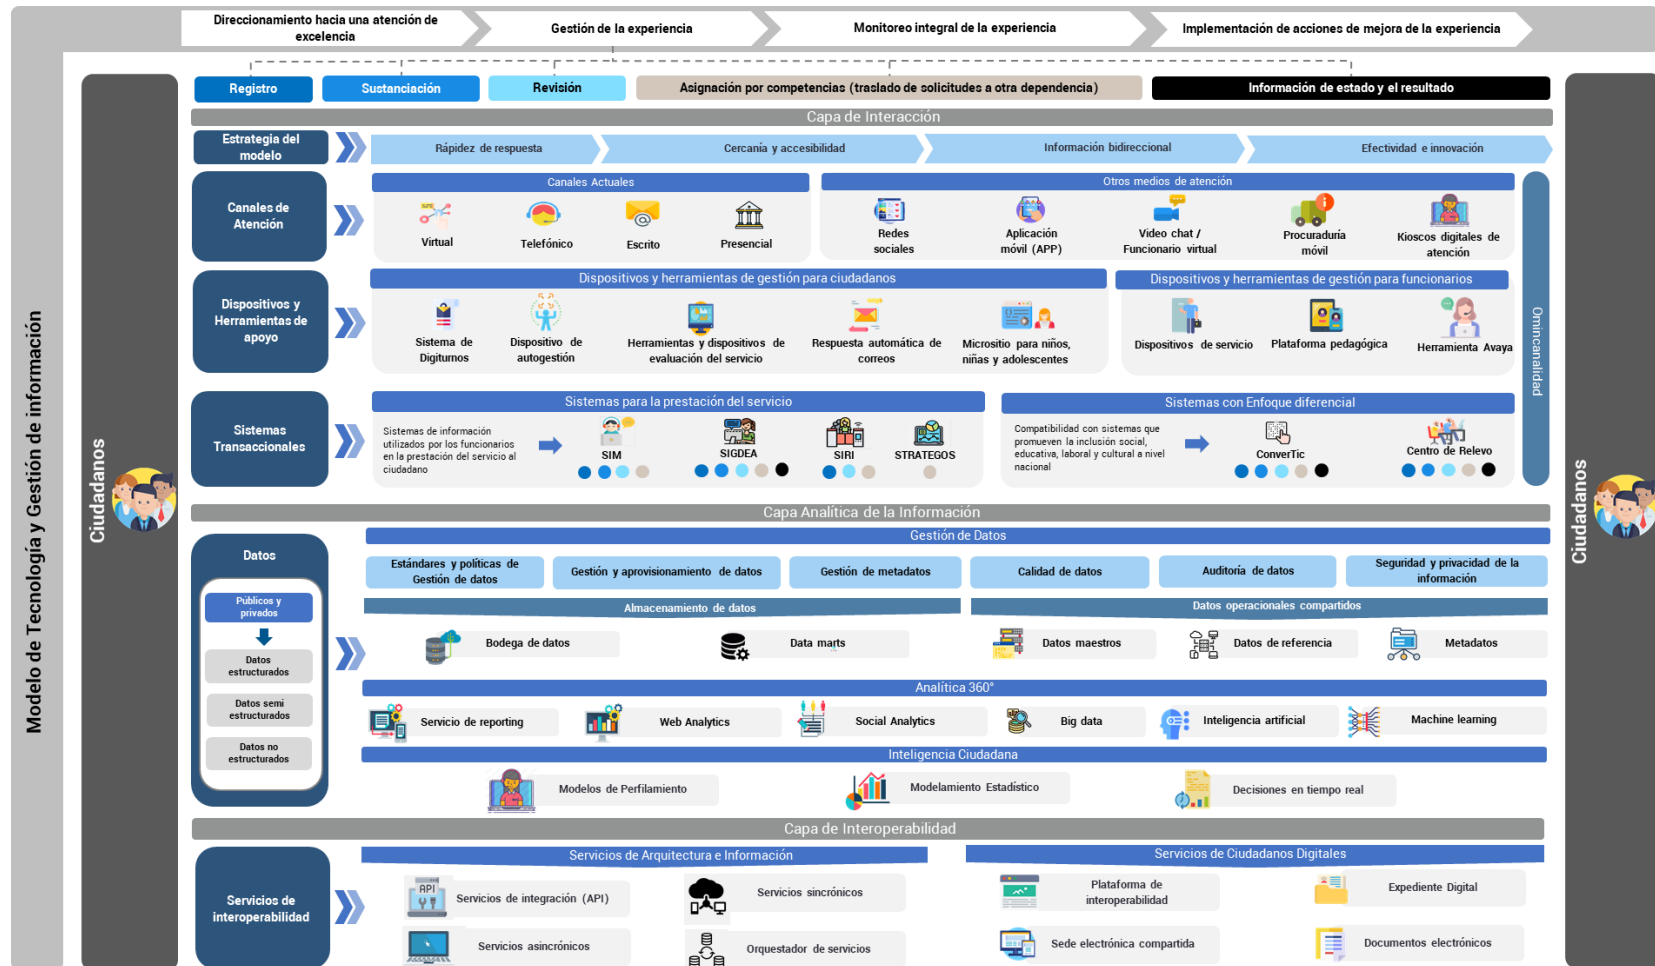 Direccionamiento hacia una atención de
excelencia
Gestión de la experiencia
Monitoreo integral de la experiencia
Implementación de acciones de mejora de la experiencia
Registro
Sustanciación
Revisión
Asignación por competencias (traslado de solicitudes a otra dependencia)
Información de estado y el resultado
Modelo de Tecnología y Gestión de información
Ciudadanos
Capa de Interacción
Estrategia del
modelo
Rápidez de respuesta
Cercanía y accesibilidad
Información bidireccional
Efectividad e innovación
Canales de
Atención
Canales Actuales
Virtual
Telefónico
Escrito
Presencial
Otros medios de atención
Redes
sociales
Aplicación
móvil (APP)
Video chat /
Funcionario virtual
Procuraduría
móvil
Kioscos digitales de
atención
Omincanalidad
Dispositivos y
Herramientas de
apoyo
Dispositivos y herramientas de gestión para ciudadanos
Sistema de
Digiturnos
Dispositivo de
autogestión
Herramientas y dispositivos de
evaluación del servicio
Respuesta automática de
correos
Micrositio para niños,
niñas y adolescentes
Dispositivos y herramientas de gestión para funcionarios
Dispositivos de servicio
Plataforma pedagógica
Herramienta Avaya
Sistemas
Transaccionales
Sistemas para la prestación del servicio
Sistemas de información
utilizados por los funcionarios
en la prestación del servicio al
ciudadano
SIM
SIGDEA
SIRI
STRATEGOS
Sistemas con Enfoque diferencial
Compatibilidad con sistemas que
promueven la inclusión social,
educativa, laboral y cultural a nivel
nacional
ConverTic
Centro de Relevo
Ciudadanos
Capa Analítica de la Información
Datos
Públicos y
privados
Datos
estructurados
Datos semi
estructurados
Datos no
estructurados
Gestión de Datos
Estándares y políticas de
Gestión de datos
Gestión y aprovisionamiento de datos
Gestión de metadatos
Calidad de datos
Auditoría de datos
Seguridad y privacidad de la
información
Almacenamiento de datos
Datos operacionales compartidos
Bodega de datos
Data marts
Datos maestros
Datos de referencia
Metadatos
Analítica 360°
Servicio de reporting
Web Analytics
Social Analytics
Big data
Inteligencia artificial
Machine learning
Inteligencia Ciudadana
Modelos de Perfilamiento
Modelamiento Estadístico
Decisiones en tiempo real
Capa de Interoperabilidad
Servicios de
interoperabilidad
Servicios de Arquitectura e Información
API
Servicios de integración (API)
Servicios sincrónicos
Servicios asincrónicos
Orquestador de servicios
Servicios de Ciudadanos Digitales
Plataforma de
interoperabilidad
Expediente Digital
Sede electrónica compartida
Documentos electrónicos